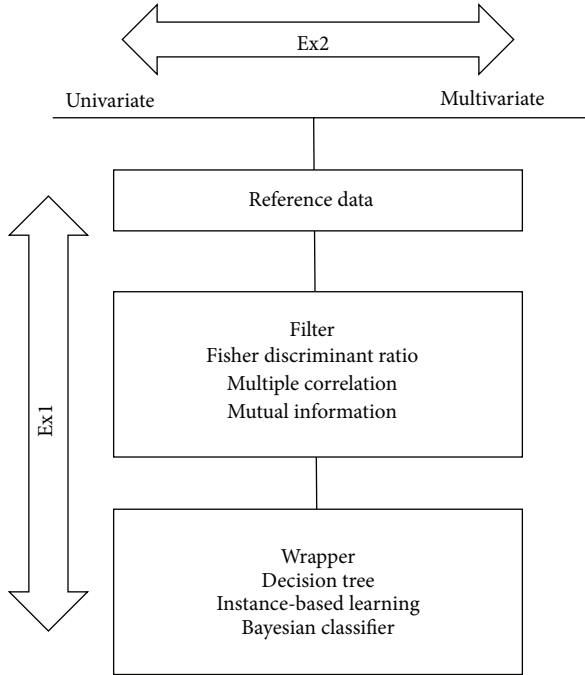 Ex2
Univariate
Multivariate
Reference data
Ex1
Filter
Fisher discriminant ratio
Multiple correlation
Mutual information
Wrapper
Decision tree
Instance-based learning
Bayesian classifier